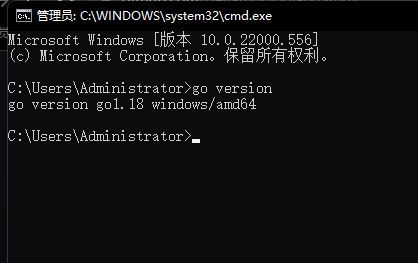 管理员: C:\WINDOWS\system32\cmd.exe
Microsoft Windows [版本 10.0.22000.556]
(c) Microsoft Corporation。保留所有权利。
C:\Users\Administrator>go version
go version go1.18 windows/amd64
C:\Users\Administrator>